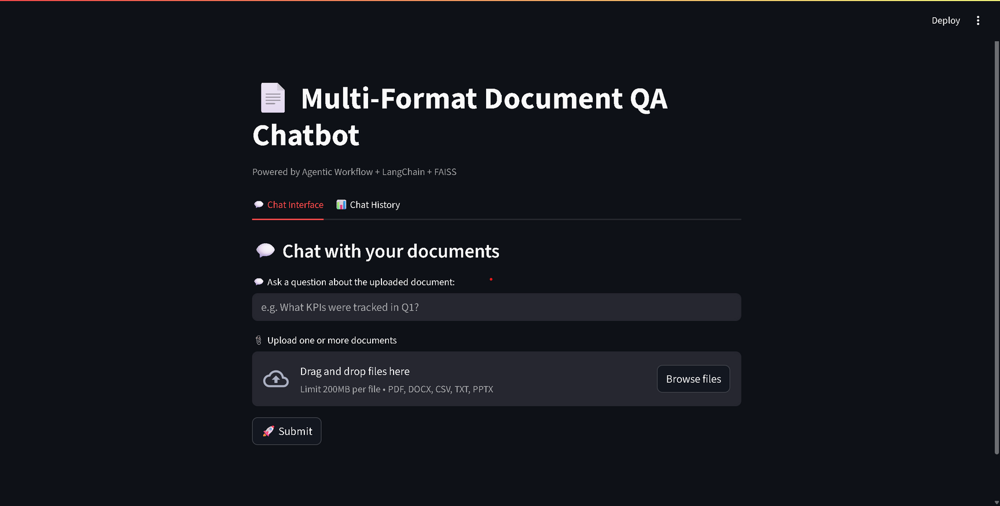 Deploy
Multi-Format Document QA
Chatbot
Powered by Agentic Workflow + LangChain + FAISS
Chat Interface
Chat History
Chat with your documents
Ask a question about the uploaded document:
e.g. What KPIs were tracked in Q1?
Upload one or more documents
Drag and drop files here
Limit 200MB per file • PDF, DOCX, CSV, TXT, PPTX
Browse files
Submit